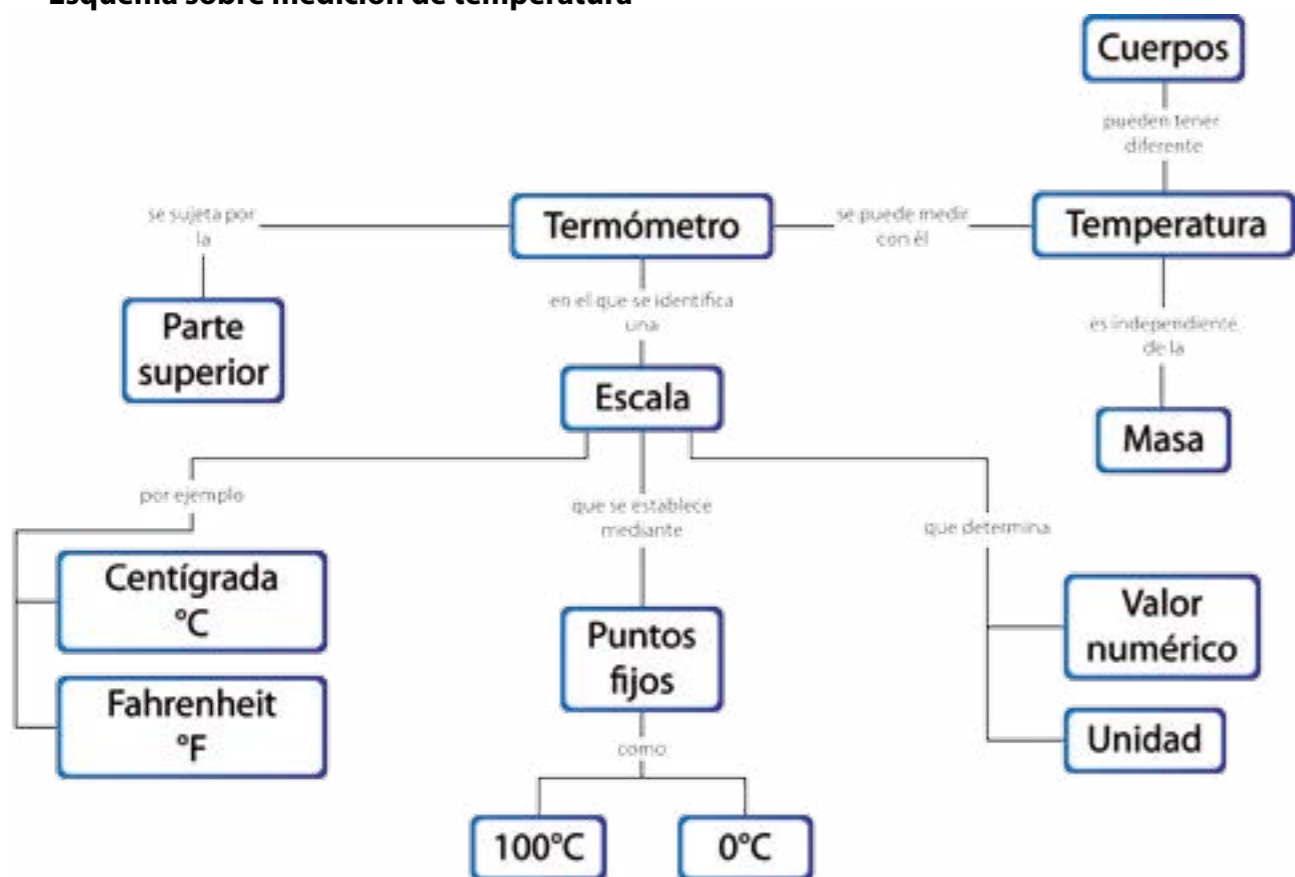 Esquema sobre medición de temperatura
Cuerpos
pueden tener
diferente
Temperatura
se puede medir
con él
Termómetro
se sujeta por
la
Parte
superior
en el que se identifica
una
es independiente
de la
Masa
Escala
por ejemplo
Centígrada
°C
Fahrenheit
°F
que se establece
mediante
Puntos
fijos
como
100°C
0°C
que determina
Valor
numérico
Unidad